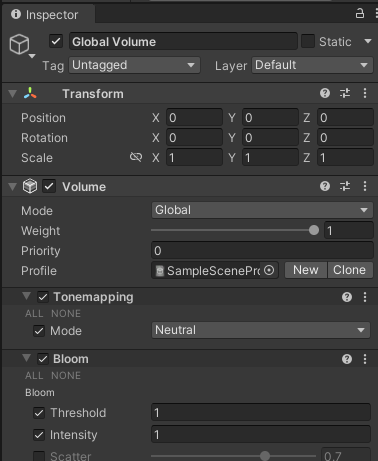 Inspector
Global Volume Static
Tag Untagged Layer Default
Transform
Position X 0 Y 0 Z 0
Rotation X 0 Y 0 Z 0
Scale X 1 Y 1 Z 1
Volume
Mode Global
Weight 1
Priority 0
Profile SampleScenePro New Clone
Tonemapping
ALL NONE
Mode Neutral
Bloom
ALL NONE
Bloom
Threshold 1
Intensity 1
Scatter 0.7